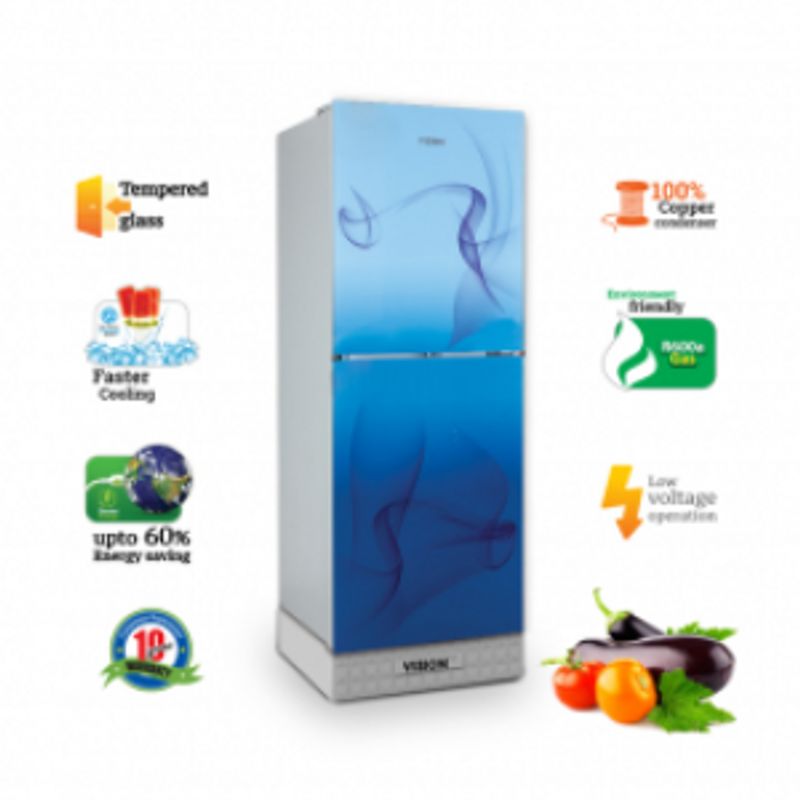 Tempered
glass
Faster
Cooling
upto 60%
Energy saving
10
100%
Copper
condenser
Environment
friendly
R600a
Gas
Low
voltage
operation
VISION